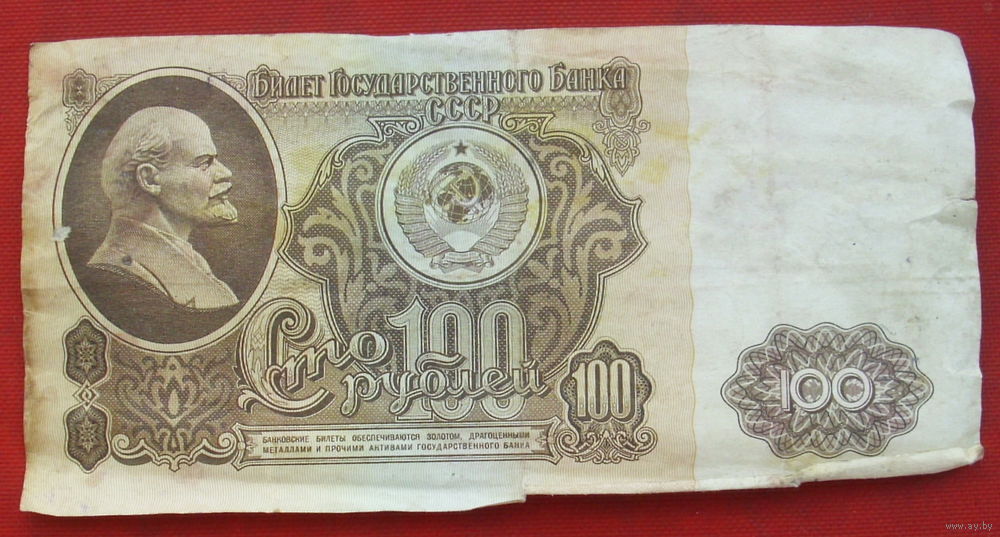 Билет Государственного Банка
СССР
Сто 100
рублей
100
100
БАНКОВСКИЕ БИЛЕТЫ ОБЕСПЕЧИВАЮТСЯ ЗОЛОТОМ, ДРАГОЦЕННЫМИ
МЕТАЛЛАМИ И ПРОЧИМИ АКТИВАМИ ГОСУДАРСТВЕННОГО БАНКА
www.ay.by